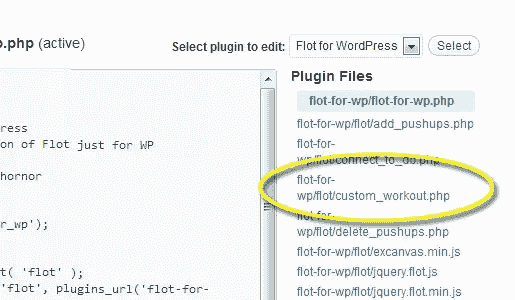 o.php (active)
Select plugin to edit: Flot for WordPress Select
Plugin Files
flot-for-wp/flot-for-wp.php
flot-for-wp/flot/add_pushups.php
flot-for-
wp/flot/connect_to_db.php
flot-for-
wp/flot/custom_workout.php
flot-for-
wp/flot/delete_pushups.php
flot-for-wp/flot/excanvas.min.js
flot-for-wp/flot/jquery.flot.js
flot-for-wp/flot/jquery.flot.min.js
ress
on of Flot just for WP
hornor
r_wp');
t( 'flot' );
'flot', plugins_url('flot-for-